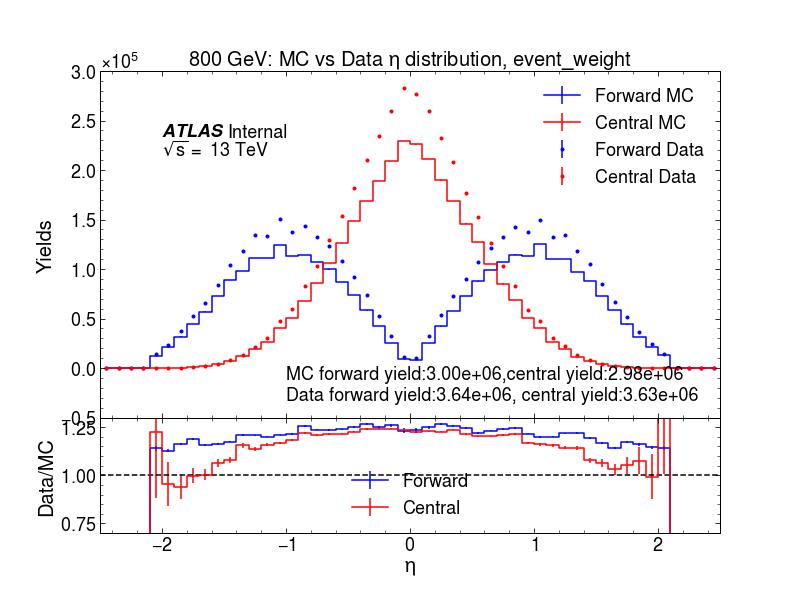 ×10⁵
800 GeV: MC vs Data η distribution, event_weight
3.0
2.5
2.0
1.5
1.0
0.5
0.0
0.5
Yields
ATLAS Internal
√s = 13 TeV
Forward MC
Central MC
Forward Data
Central Data
MC forward yield:3.00e+06,central yield:2.98e+06
Data forward yield:3.64e+06, central yield:3.63e+06
1.25
1.00
0.75
Data/MC
Forward
Central
−2
−1
0
1
2
η